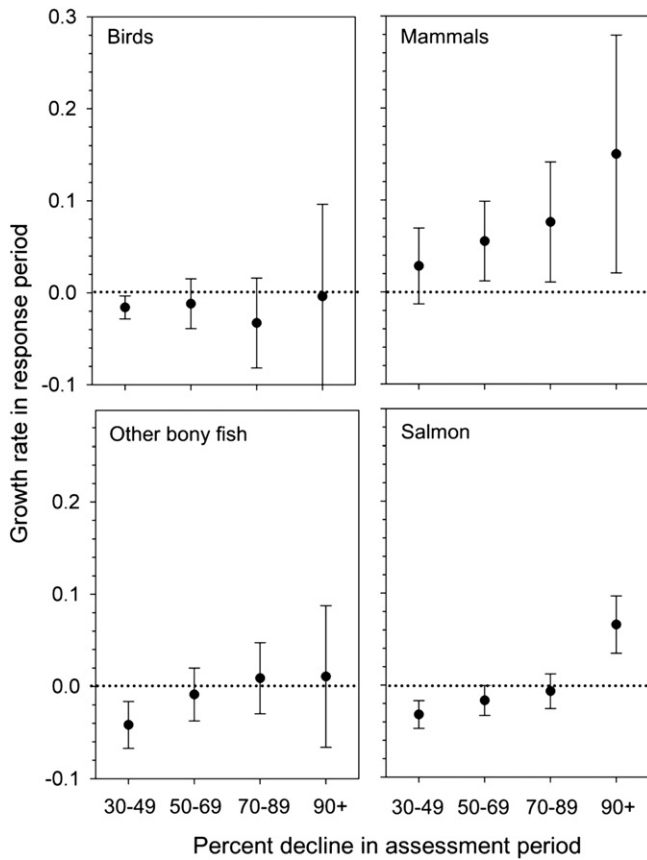 0.3
Birds
Mammals
0.2
0.1
0.0
-0.1
Other bony fish
Salmon
0.2
0.1
0.0
-0.1
30-49 50-69 70-89 90+ 30-49 50-69 70-89 90+
Percent decline in assessment period
Growth rate in response period